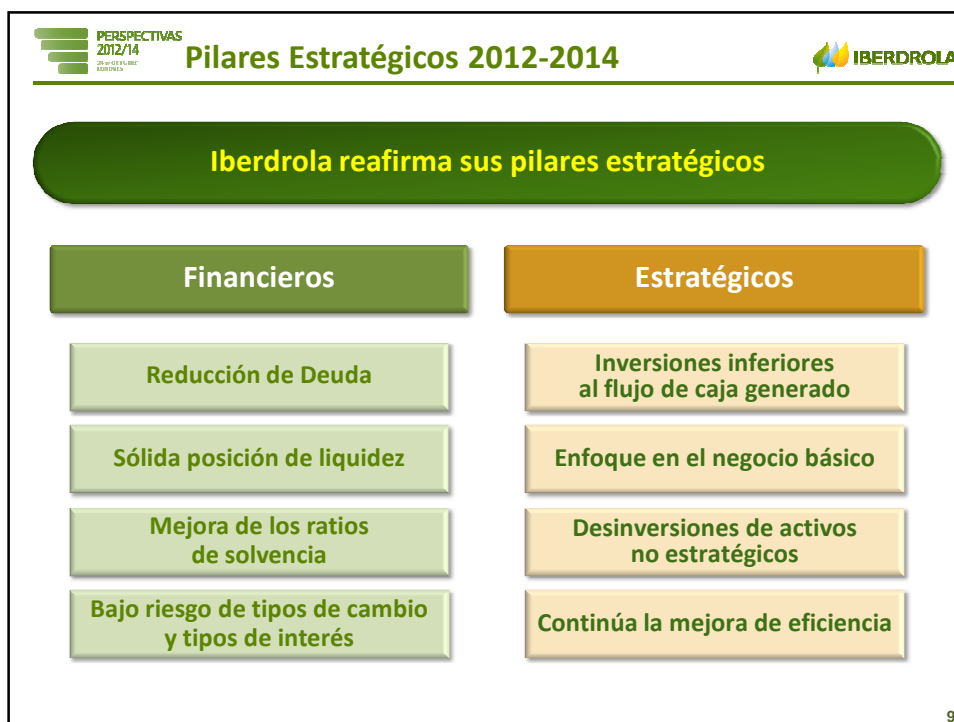 PERSPECTIVAS
2012/14
Pilares Estratégicos 2012-2014
IBERDROLA
Iberdrola reafirma sus pilares estratégicos
Financieros
Reducción de Deuda
Sólida posición de liquidez
Mejora de los ratios
de solvencia
Bajo riesgo de tipos de cambio
y tipos de interés
Estratégicos
Inversiones inferiores
al flujo de caja generado
Enfoque en el negocio básico
Desinversiones de activos
no estratégicos
Continúa la mejora de eficiencia
9